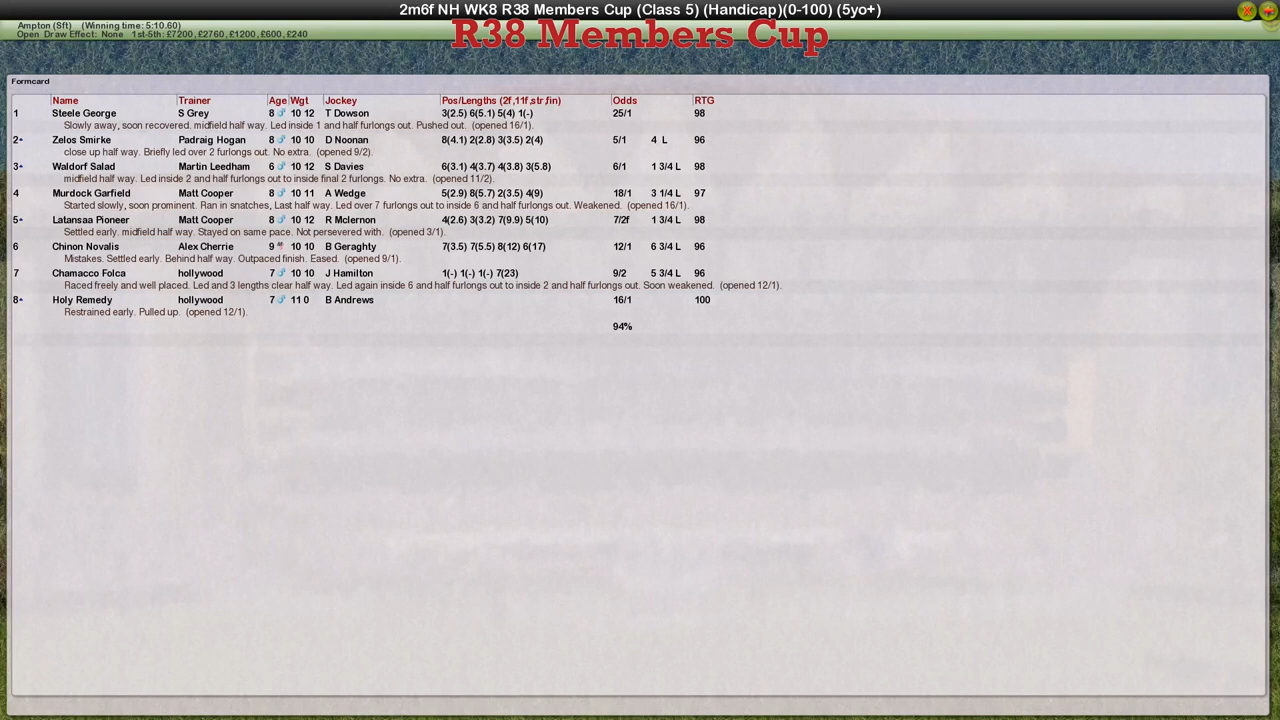 2m6f NH WK8 R38 Members Cup (Class 5) (Handicap)(0-100) (5yo+)
Ampton (Sft) (Winning time: 5:10.60)
Open Draw Effect: None 1st-5th: £7200, £2760, £1200, £600, £240
R38 Members Cup
Formcard
Name Trainer Age Wgt Jockey Pos/Lengths (2f,11f,str,fin) Odds RTG
1 Steele George S Grey 8 10 12 T Dowson 3(2.5) 6(5.1) 5(4) 1(-) 25/1 98
Slowly away, soon recovered. midfield half way. Led inside 1 and half furlongs out. Pushed out. (opened 16/1).
2 Zelos Smirke Padraig Hogan 8 10 10 D Noonan 8(4.1) 2(2.8) 3(3.5) 2(4) 5/1 4 L 96
close up half way. Briefly led over 2 furlongs out. No extra. (opened 9/2).
3 Waldorf Salad Martin Leedham 6 10 12 S Davies 6(3.1) 4(3.7) 4(3.8) 3(5.8) 6/1 1 3/4 L 98
midfield half way. Led inside 2 and half furlongs out to inside final 2 furlongs. No extra. (opened 11/2).
4 Murdock Garfield Matt Cooper 8 10 11 A Wedge 5(2.9) 8(5.7) 2(3.5) 4(9) 18/1 3 1/4 L 97
Started slowly, soon prominent. Ran in snatches, Last half way. Led over 7 furlongs out to inside 6 and half furlongs out. Weakened. (opened 16/1).
5 Latansaa Pioneer Matt Cooper 8 10 12 R Mclernon 4(2.6) 3(3.2) 7(9.9) 5(10) 7/2f 1 3/4 L 98
Settled early. midfield half way. Stayed on same pace. Not persevered with. (opened 3/1).
6 Chinon Novalis Alex Cherrie 9 10 10 B Geraghty 7(3.5) 7(5.5) 8(12) 6(17) 12/1 6 3/4 L 96
Mistakes. Settled early. Behind half way. Outpaced finish. Eased. (opened 9/1).
7 Chamacco Folca hollywood 7 10 10 J Hamilton 1(-) 1(-) 1(-) 7(23) 9/2 5 3/4 L 96
Raced freely and well placed. Led and 3 lengths clear half way. Led again inside 6 and half furlongs out to inside 2 and half furlongs out. Soon weakened. (opened 12/1).
8 Holy Remedy hollywood 7 11 0 B Andrews 16/1 100
Restrained early. Pulled up. (opened 12/1).
94%